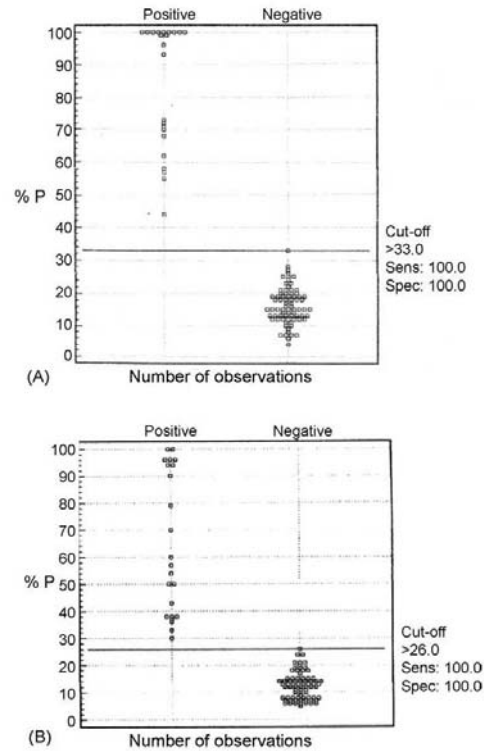 Positive Negative
100
90
80
70
60
50
40
30
20
10
0
% P
Cut-off
>33.0
Sens: 100.0
Spec: 100.0
(A) Number of observations
Positive Negative
100
90
80
70
60
50
40
30
20
10
0
% P
Cut-off
>26.0
Sens: 100.0
Spec: 100.0
(B) Number of observations